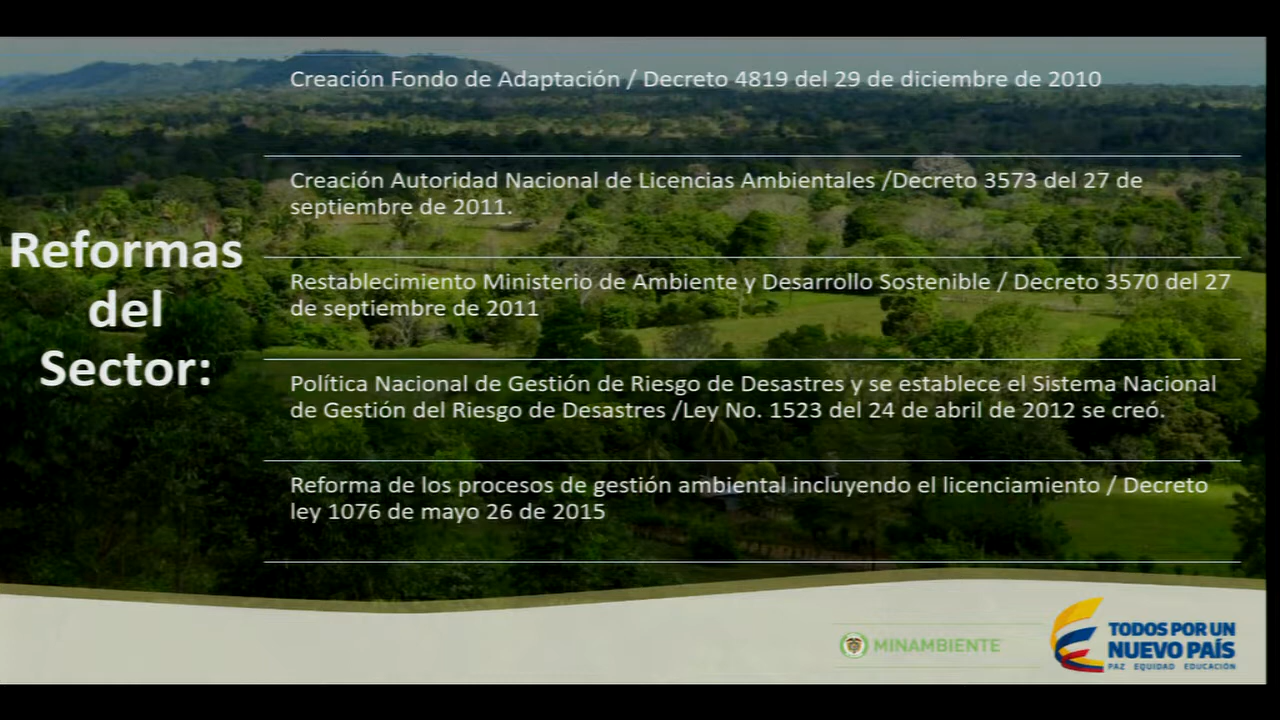 Reformas
del
Sector:
Creación Fondo de Adaptación / Decreto 4819 del 29 de diciembre de 2010
Creación Autoridad Nacional de Licencias Ambientales /Decreto 3573 del 27 de
septiembre de 2011.
Restablecimiento Ministerio de Ambiente y Desarrollo Sostenible / Decreto 3570 del 27
de septiembre de 2011
Política Nacional de Gestión de Riesgo de Desastres y se establece el Sistema Nacional
de Gestión del Riesgo de Desastres /Ley No. 1523 del 24 de abril de 2012 se creó.
Reforma de los procesos de gestión ambiental incluyendo el licenciamiento / Decreto
ley 1076 de mayo 26 de 2015
MINAMBIENTE
TODOS POR UN
NUEVO PAÍS
PAZ EQUIDAD EDUCACIÓN